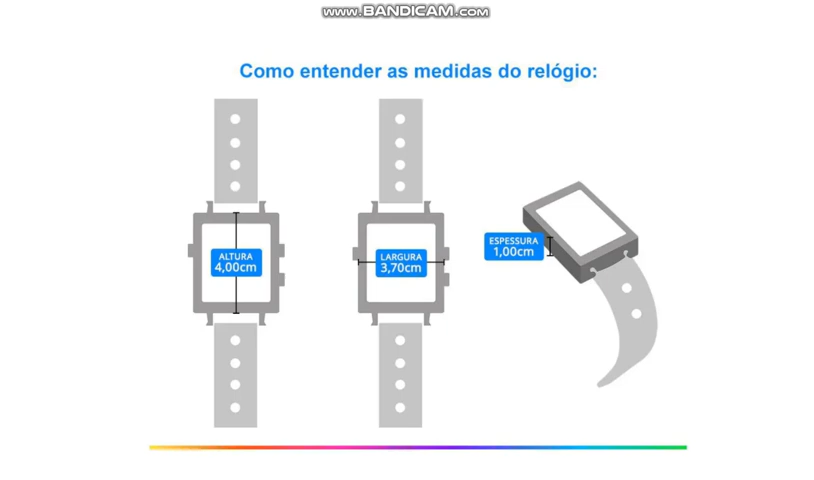 www.BANDICAM.com
Como entender as medidas do relógio:
ALTURA
4,00cm
LARGURA
3,70cm
ESPESSURA
1,00cm